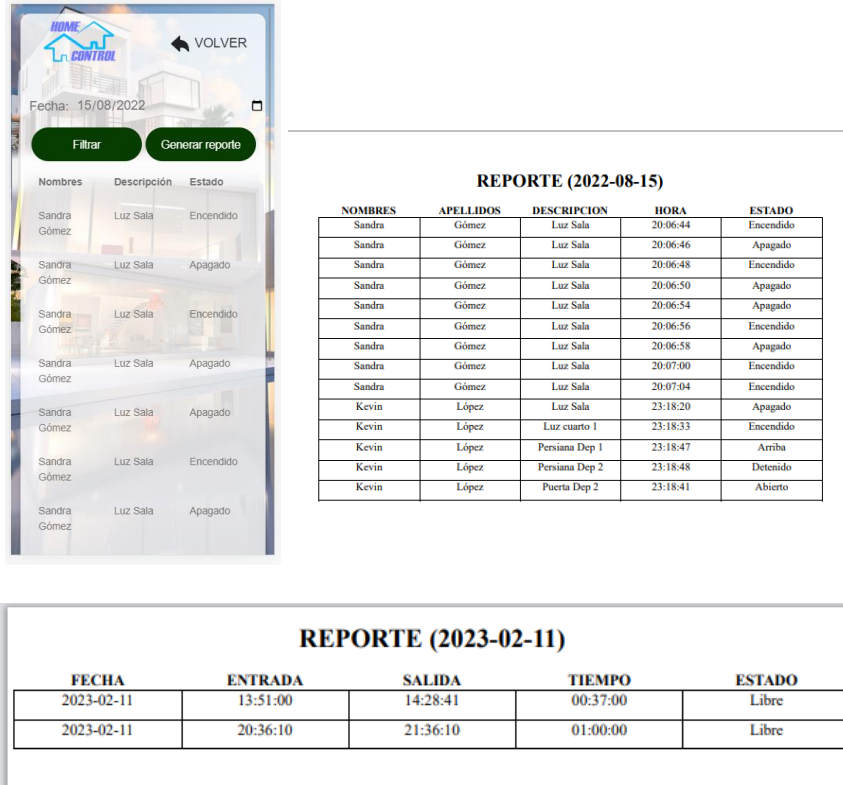 HOME
CONTROL
VOLVER
Fecha: 15/08/2022
Filtrar Generar reporte
Nombres Descripción Estado
Sandra Gómez Luz Sala Encendido
Sandra Gómez Luz Sala Apagado
Sandra Gómez Luz Sala Encendido
Sandra Gómez Luz Sala Apagado
Sandra Gómez Luz Sala Apagado
Sandra Gómez Luz Sala Encendido
Sandra Gómez Luz Sala Apagado
REPORTE (2022-08-15)
NOMBRES APELLIDOS DESCRIPCION HORA ESTADO
Sandra Gómez Luz Sala 20:06:44 Encendido
Sandra Gómez Luz Sala 20:06:46 Apagado
Sandra Gómez Luz Sala 20:06:48 Encendido
Sandra Gómez Luz Sala 20:06:50 Apagado
Sandra Gómez Luz Sala 20:06:54 Apagado
Sandra Gómez Luz Sala 20:06:56 Encendido
Sandra Gómez Luz Sala 20:06:58 Apagado
Sandra Gómez Luz Sala 20:07:00 Encendido
Sandra Gómez Luz Sala 20:07:04 Encendido
Kevin López Luz Sala 23:18:20 Apagado
Kevin López Luz cuarto 1 23:18:33 Encendido
Kevin López Persiana Dep 1 23:18:47 Arriba
Kevin López Persiana Dep 2 23:18:48 Detenido
Kevin López Puerta Dep 2 23:18:41 Abierto
REPORTE (2023-02-11)
FECHA ENTRADA SALIDA TIEMPO ESTADO
2023-02-11 13:51:00 14:28:41 00:37:00 Libre
2023-02-11 20:36:10 21:36:10 01:00:00 Libre